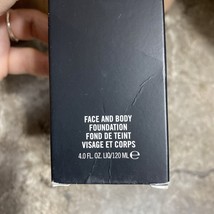 FACE AND BODY
FOUNDATION
FOND DE TEINT
VISAGE ET CORPS
4.0 FL. OZ. LIQ/120 ML ℮